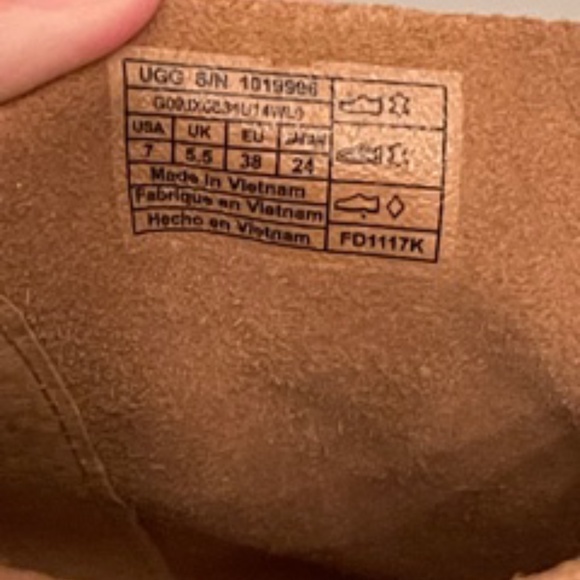 UGG S/N 1019996
USA UK EU JAPAN
7 5.5 38 24
Made in Vietnam
Fabrique en Vietnam
Hecho en Vietnam
FD1117K